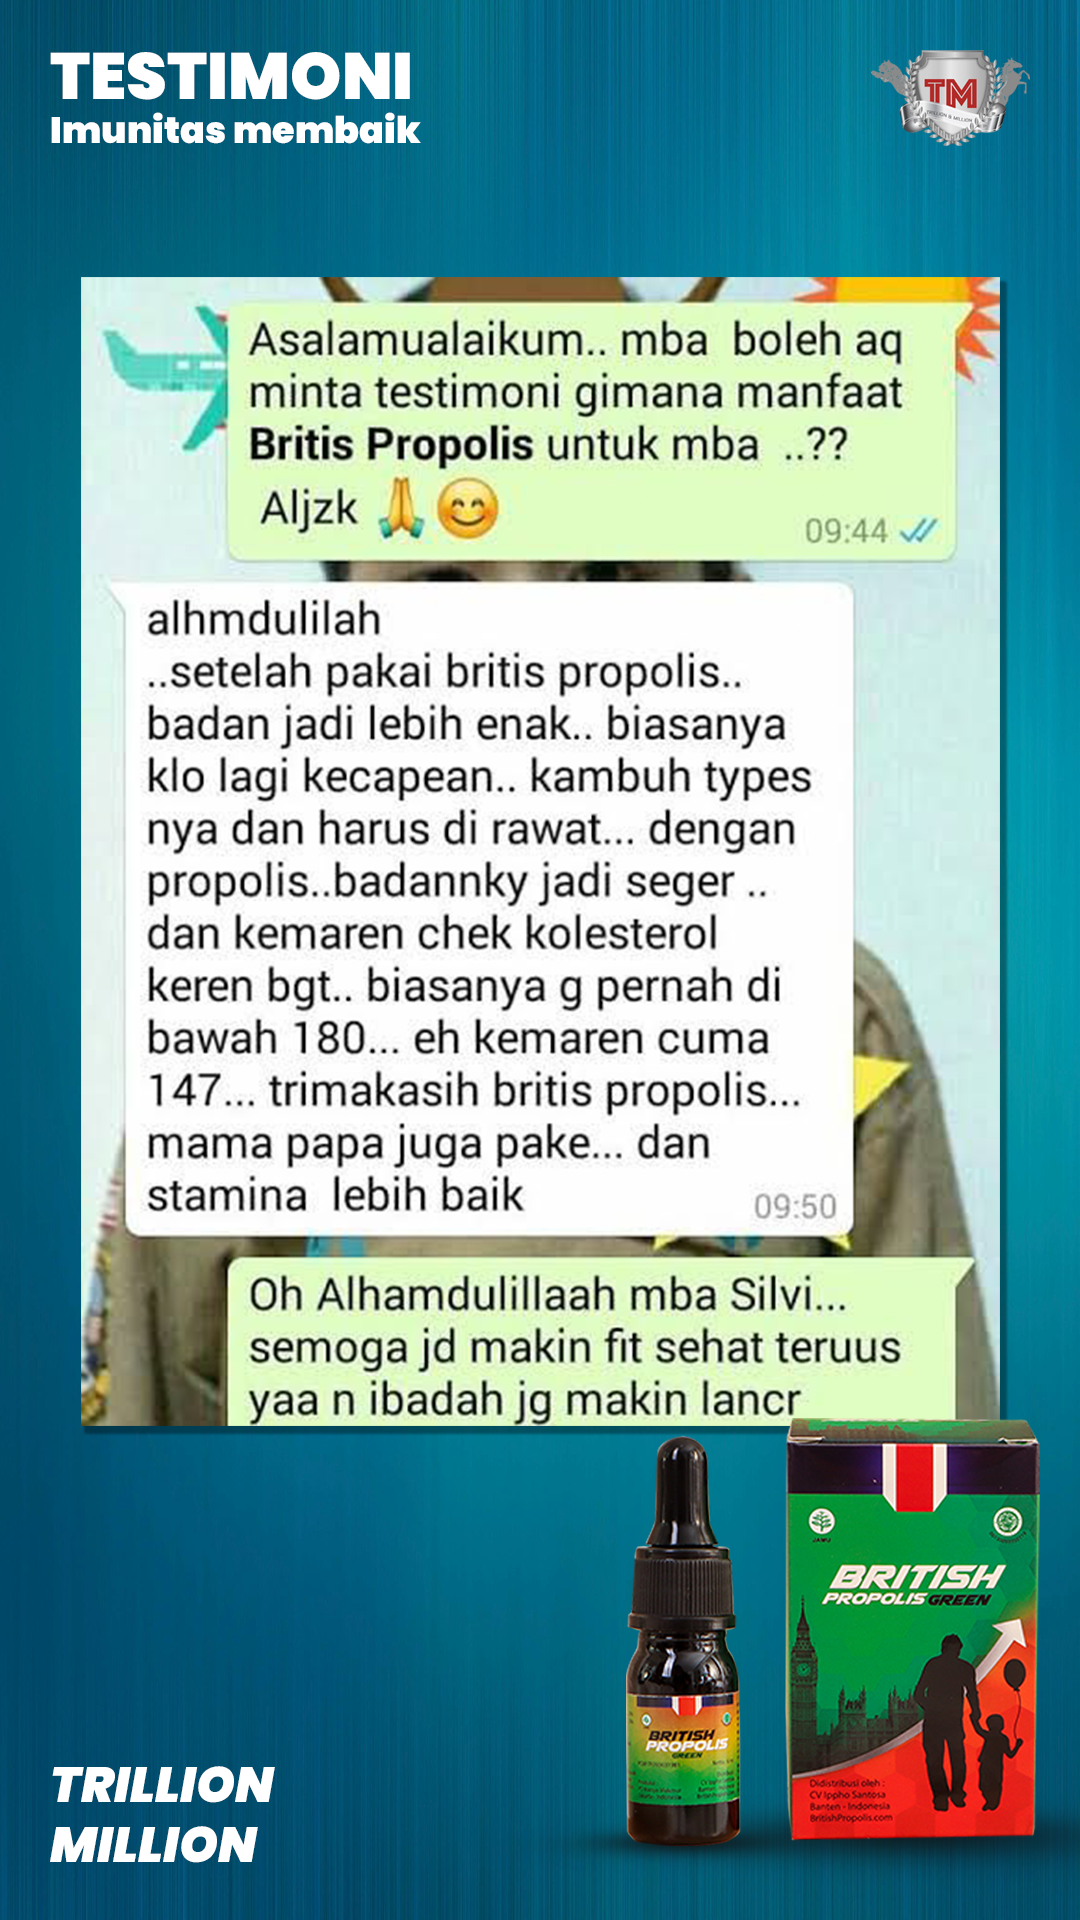 TESTIMONI
Imunitas membaik
TM
TRILLION & MILLION
Asalamualaikum.. mba boleh aq
minta testimoni gimana manfaat
Britis Propolis untuk mba ..??
Aljzk 🙏😊
09:44
alhmdulilah
..setelah pakai britis propolis..
badan jadi lebih enak.. biasanya
klo lagi kecapean.. kambuh types
nya dan harus di rawat... dengan
propolis..badannky jadi seger ..
dan kemaren chek kolesterol
keren bgt.. biasanya g pernah di
bawah 180... eh kemaren cuma
147... trimakasih britis propolis...
mama papa juga pake... dan
stamina lebih baik
09:50
Oh Alhamdulillaah mba Silvi...
semoga jd makin fit sehat teruus
yaa n ibadah jg makin lancr
JAMU
BRITISH
PROPOLIS GREEN
Didistribusi oleh :
CV Ippho Santosa
Banten - Indonesia
BritishPropolis.com
BRITISH
PROPOLIS
GREEN
TRILLION
MILLION